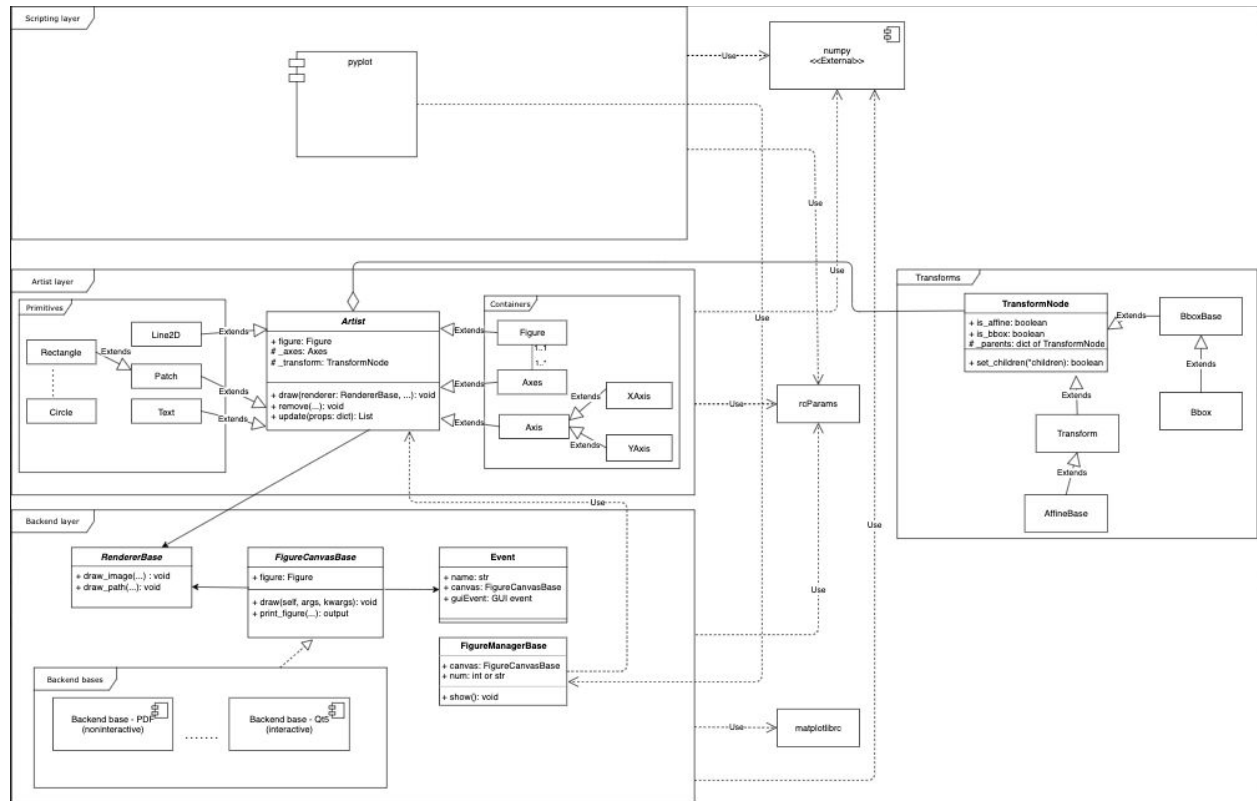 Scripting layer
pyplot
Use
numpy
<<External>>
Use
Use
Artist layer
Primitives
Line2D
Extends
Rectangle
Extends
Patch
Extends
Circle
Text
Extends
Artist
+ figure: Figure
# _axes: Axes
# _transform: TransformNode
+ draw(renderer: RendererBase, ...): void
+ remove(...): void
+ update(props: dict): List
Containers
Extends
Figure
1..1
1..*
Extends
Axes
Extends
Axis
Extends
XAxis
Extends
YAxis
Use
Use
Use
rcParams
Transforms
TransformNode
+ is_affine: boolean
+ is_bbox: boolean
# _parents: dict of TransformNode
+ set_children(*children): boolean
Extends
BboxBase
Extends
Bbox
Extends
Transform
Extends
AffineBase
Use
Use
Backend layer
RendererBase
+ draw_image(...) : void
+ draw_path(...): void
FigureCanvasBase
+ figure: Figure
+ draw(self, args, kwargs): void
+ print_figure(...): output
Event
+ name: str
+ canvas: FigureCanvasBase
+ guiEvent: GUI event
Use
FigureManagerBase
+ canvas: FigureCanvasBase
+ num: int or str
+ show(): void
Backend bases
Backend base - PDF
(noninteractive)
.......
Backend base - Qt5
(interactive)
Use
matplotlibrc